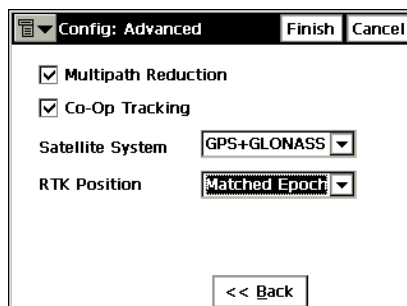 Config: Advanced Finish Cancel
Multipath Reduction
Co-Op Tracking
Satellite System GPS+GLONASS
RTK Position Matched Epoch
<< Back